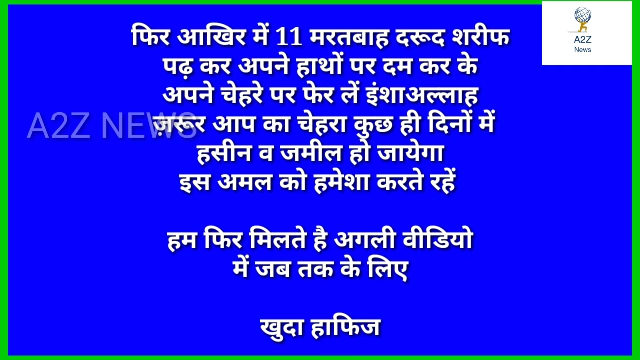 A2Z
News
फिर आखिर में 11 मरतबाह दरूद शरीफ
पढ़ कर अपने हाथों पर दम कर के
अपने चेहरे पर फेर लें इंशाअल्लाह
ज़रूर आप का चेहरा कुछ ही दिनों में
A2Z NEWS
हसीन व जमील हो जायेगा
इस अमल को हमेशा करते रहें
हम फिर मिलते है अगली वीडियो
में जब तक के लिए
खुदा हाफिज